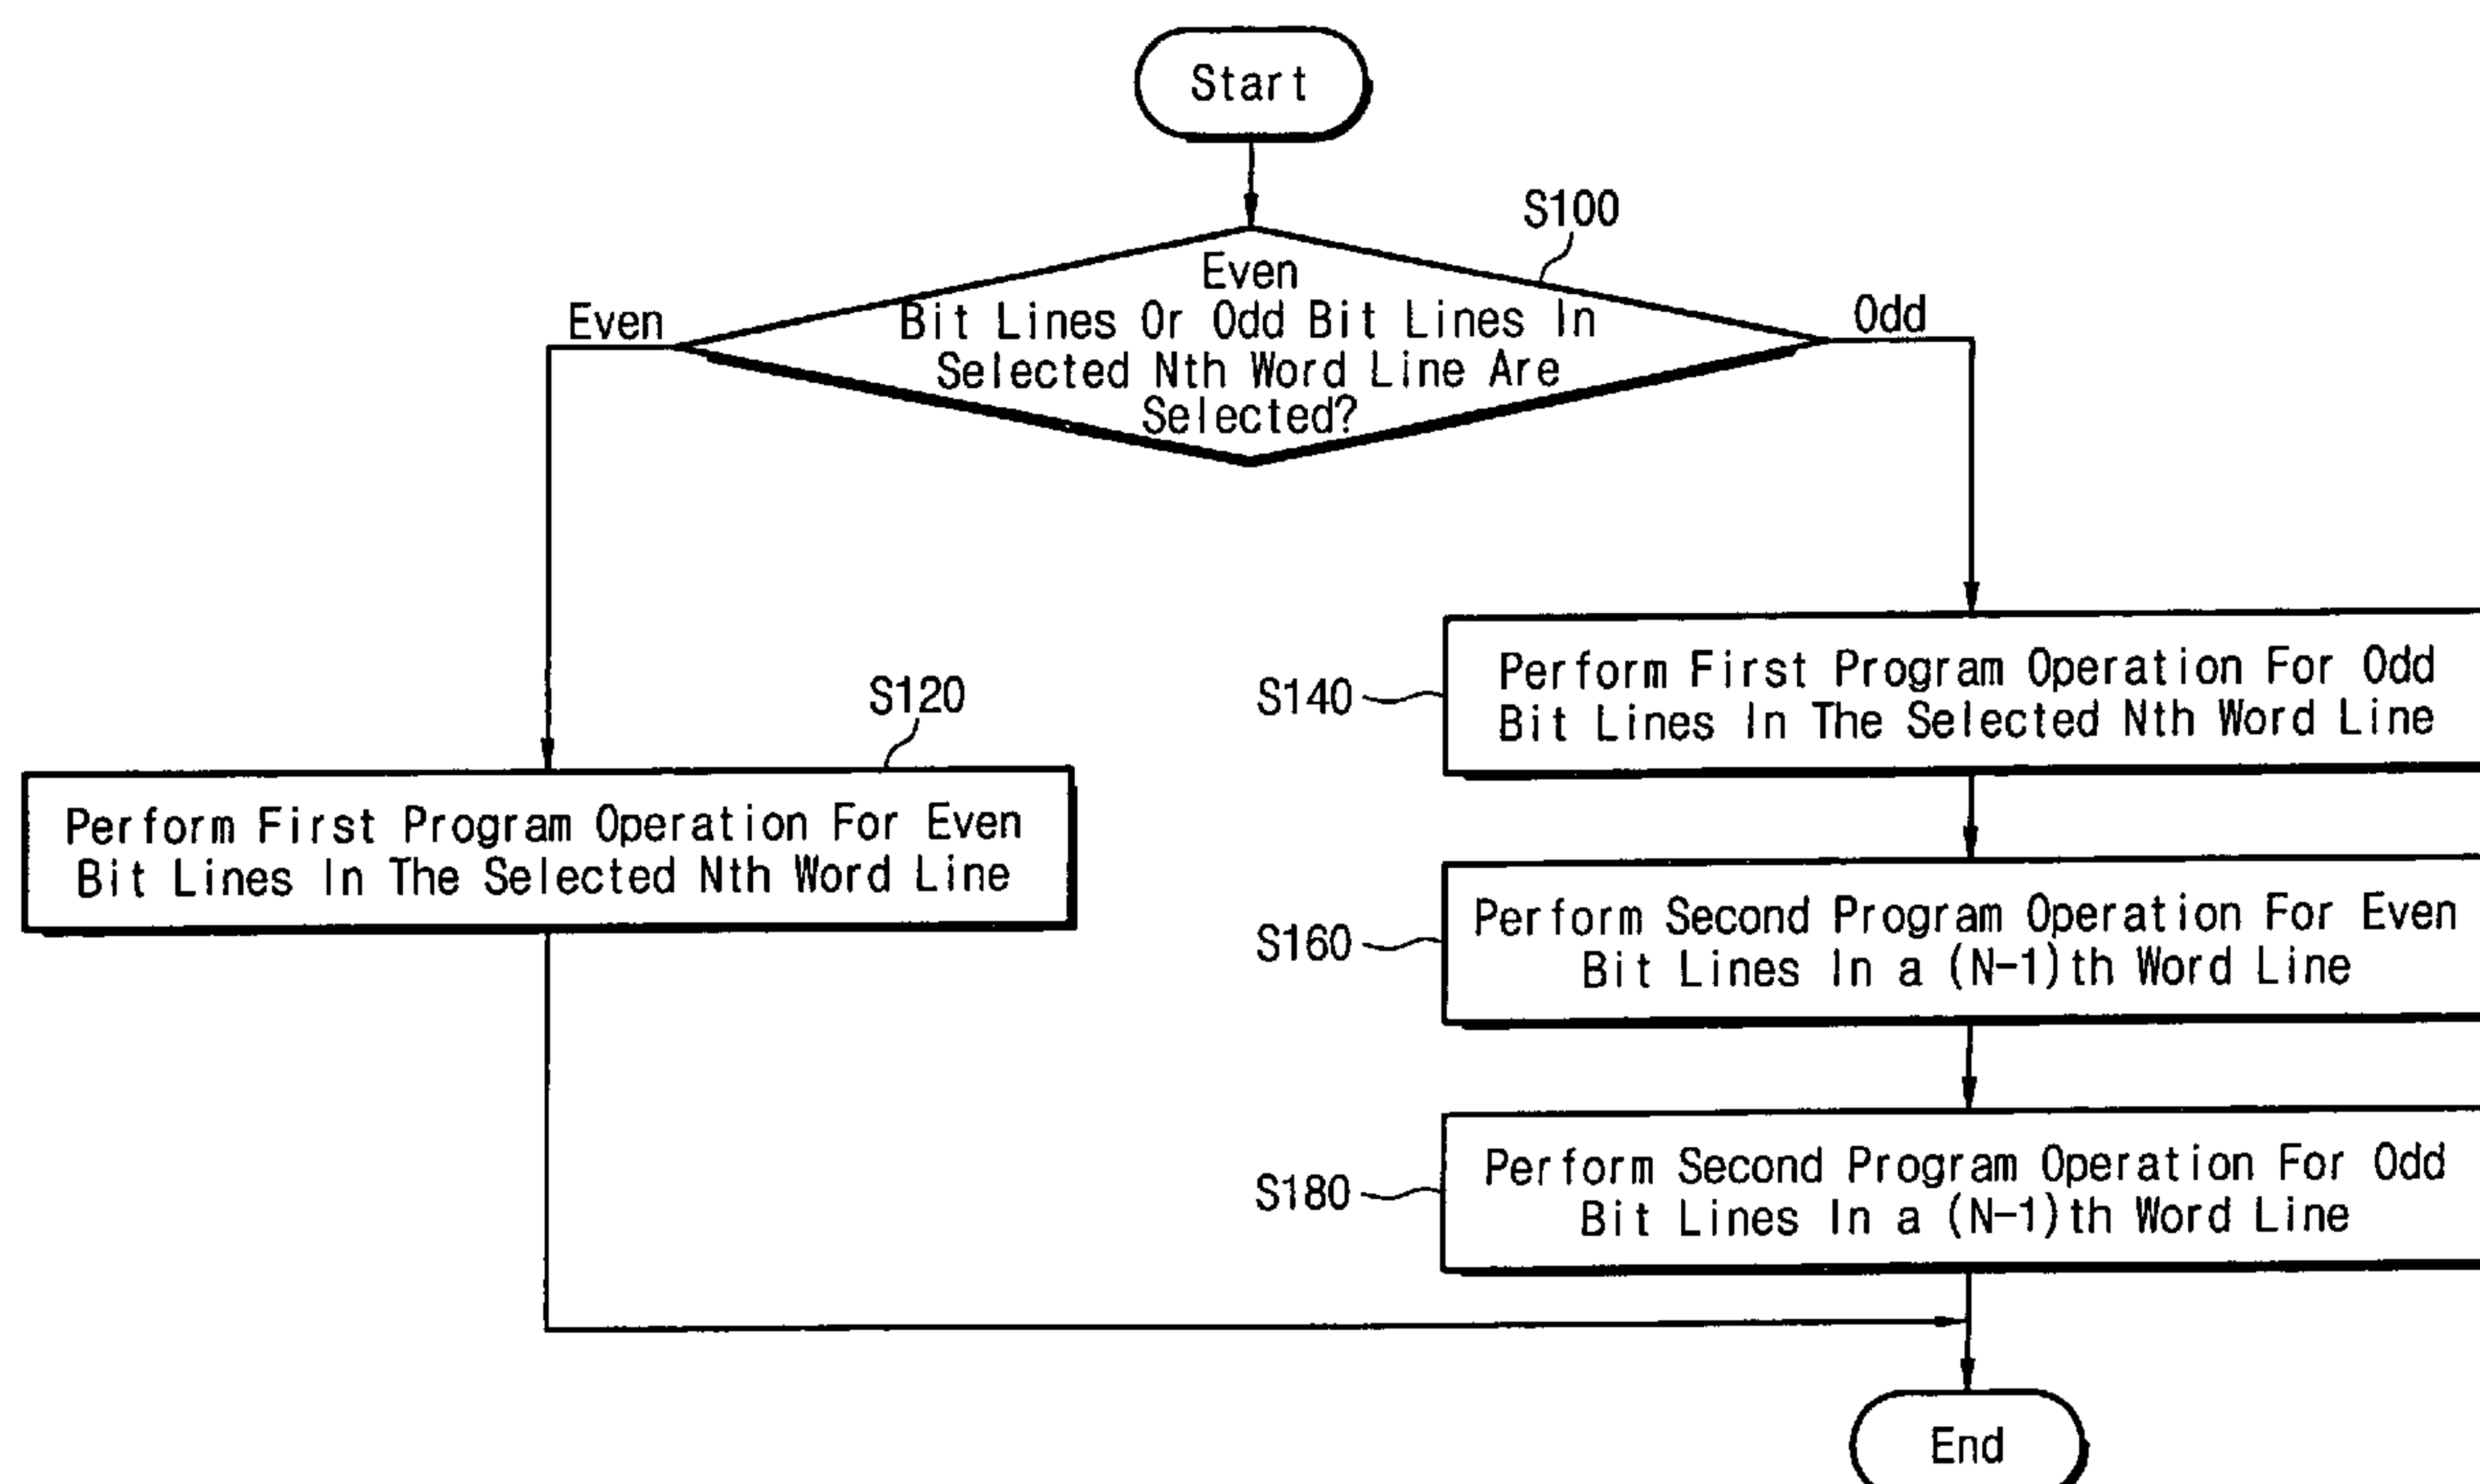 Start
S100
Even
Bit Lines Or Odd Bit Lines In
Selected Nth Word Line Are
Selected?
Even
Odd
S120
Perform First Program Operation For Even
Bit Lines In The Selected Nth Word Line
S140
Perform First Program Operation For Odd
Bit Lines In The Selected Nth Word Line
S160
Perform Second Program Operation For Even
Bit Lines In a (N-1)th Word Line
S180
Perform Second Program Operation For Odd
Bit Lines In a (N-1)th Word Line
End